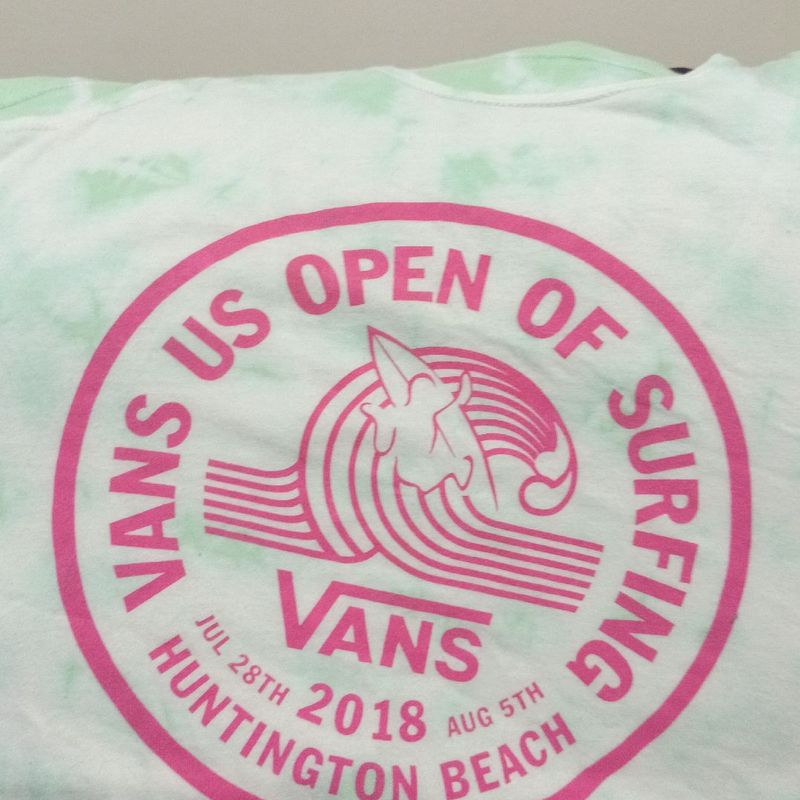 VANS US OPEN OF SURFING
VANS
JUL 28TH 2018 AUG 5TH
HUNTINGTON BEACH